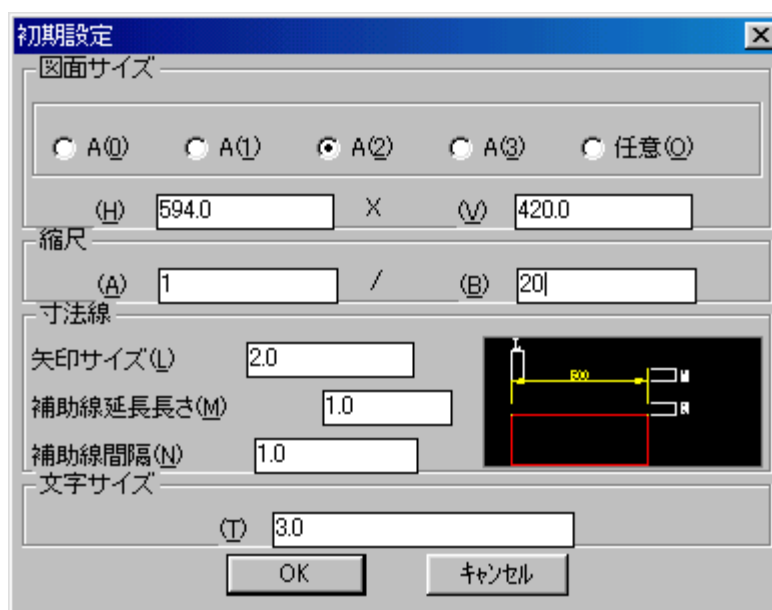 初期設定
図面サイズ
A(0) A(1) A(2) A(3) 任意(O)
(H) 594.0 X (V) 420.0
縮尺
(A) 1 / (B) 20
寸法線
矢印サイズ(L) 2.0
補助線延長長さ(M) 1.0
補助線間隔(N) 1.0
L
500
M
文字サイズ
(T) 3.0
OK キャンセル